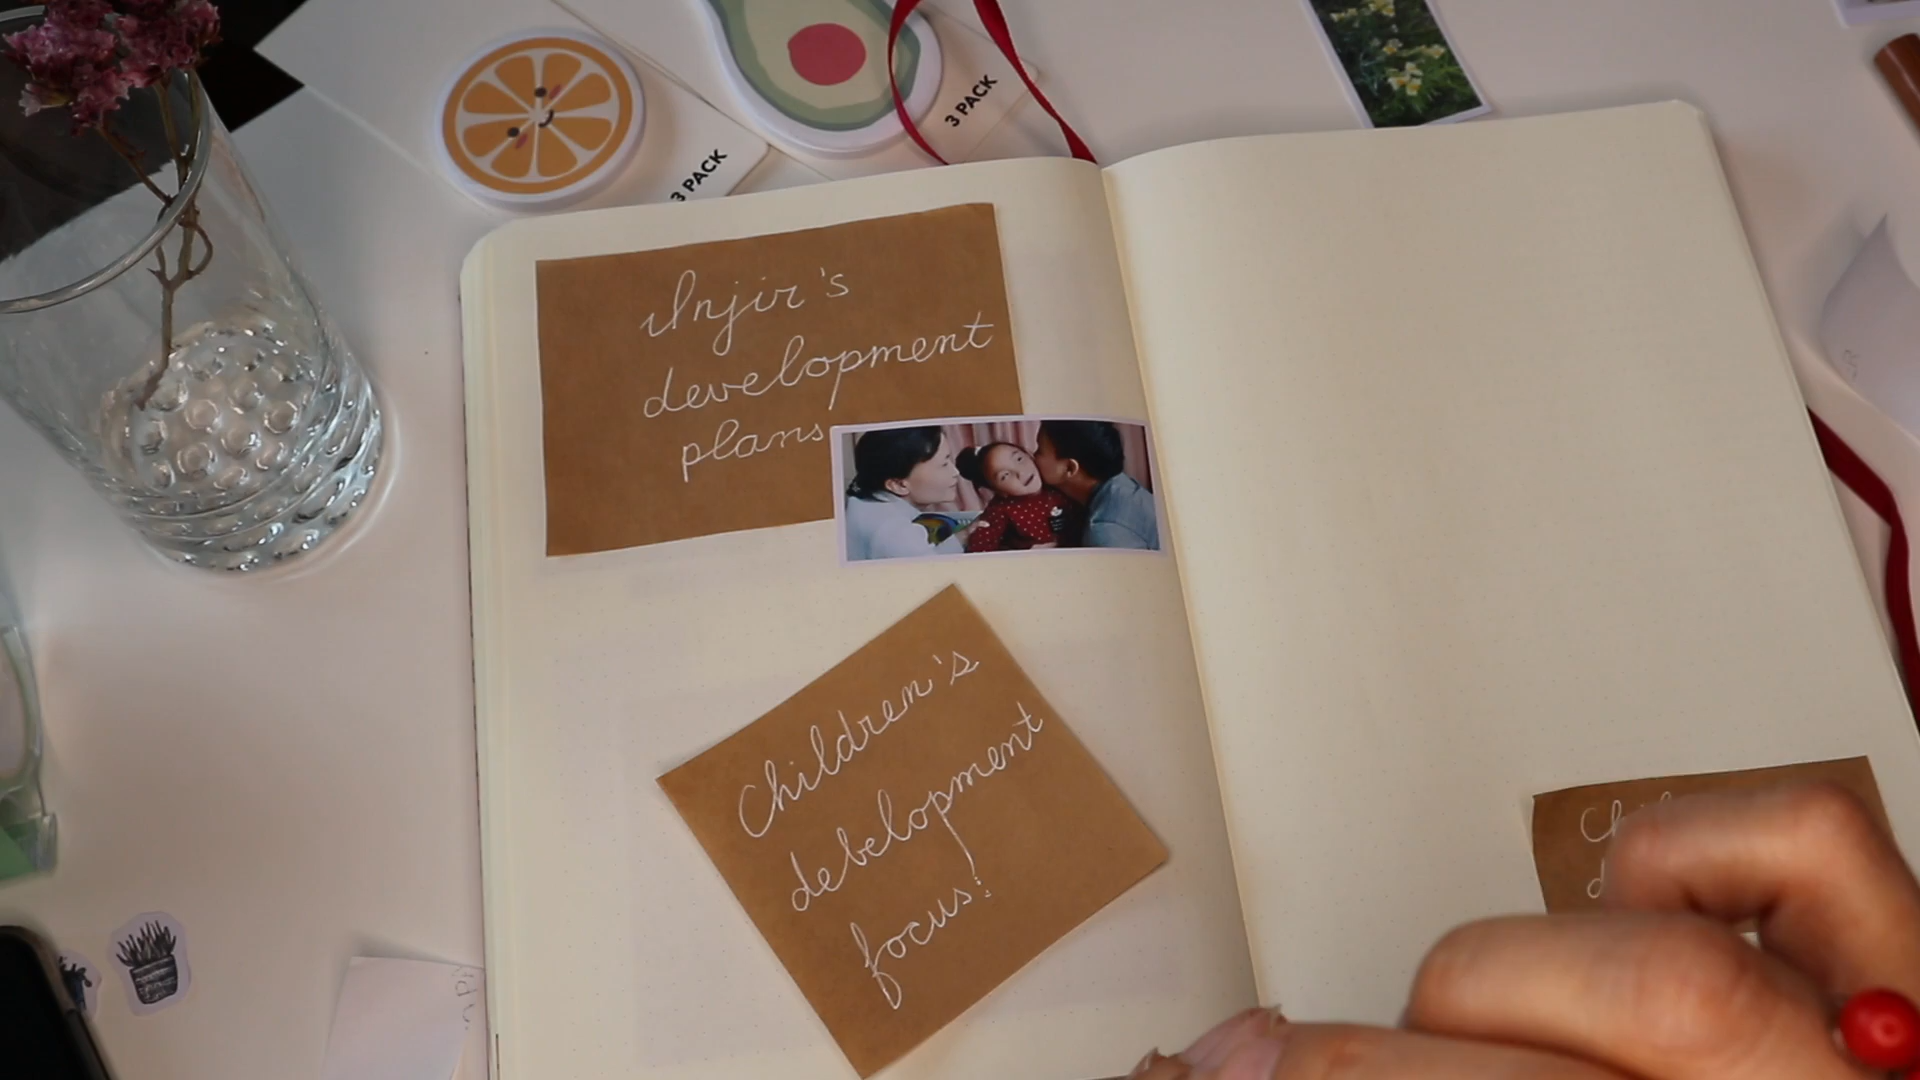 3 PACK
3 PACK
Injir's
development
plans
Children's
debelopment
focus: